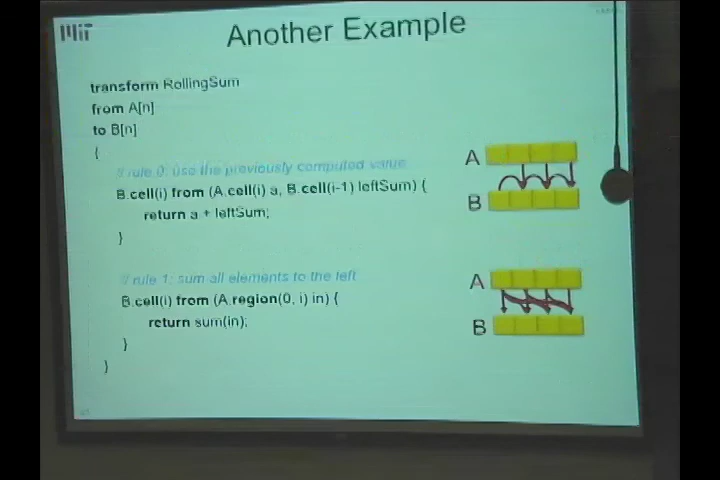 MIT
Another Example
transform RollingSum
from A[n]
to B[n]
{
// rule 0: use the previously computed value
B.cell(i) from (A.cell(i) a, B.cell(i-1) leftSum) {
return a + leftSum;
}
// rule 1: sum all elements to the left
B.cell(i) from (A.region(0, i) in) {
return sum(in);
}
}
A
B
A
B